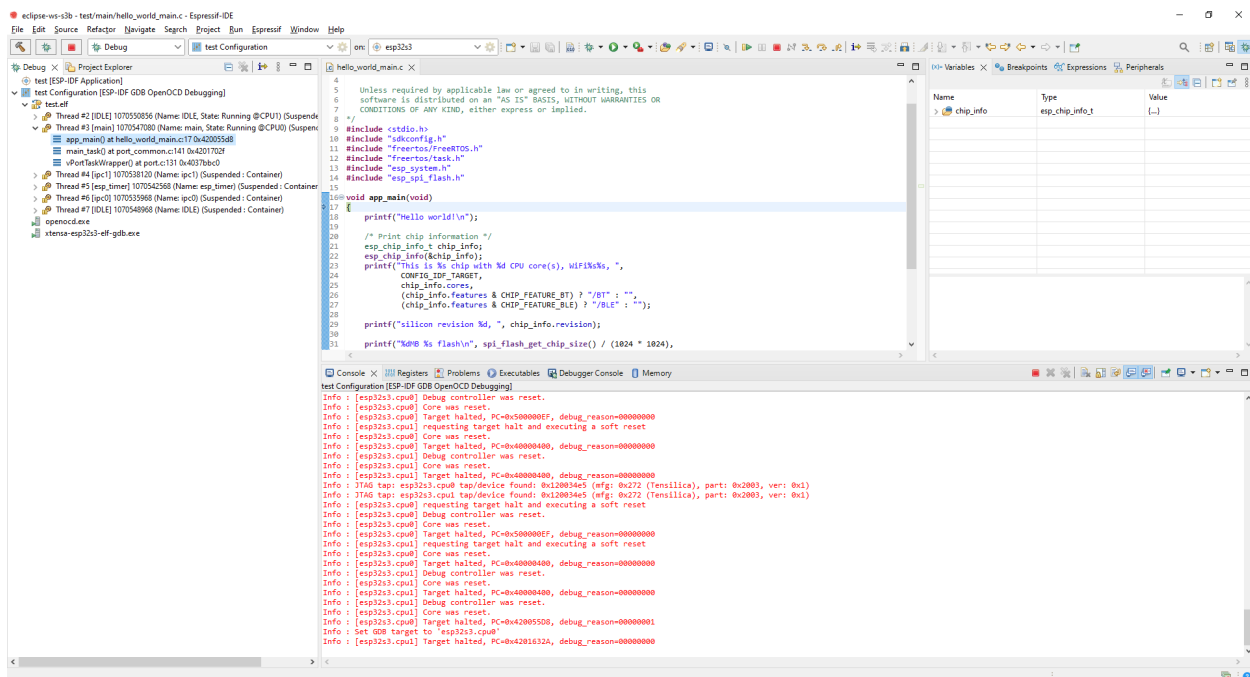 eclipse-ws-s3b - test/main/hello_world_main.c - Espressif-IDE
File Edit Source Refactor Navigate Search Project Run Espressif Window Help
Debug test Configuration on: esp32s3
Debug Project Explorer
test [ESP-IDF Application]
test Configuration [ESP-IDF GDB OpenOCD Debugging]
test.elf
Thread #2 [IDLE] 1070550856 (Name: IDLE, State: Running @CPU1) (Suspende
Thread #3 [main] 1070547080 (Name: main, State: Running @CPU0) (Suspenc
app_main() at hello_world_main.c:17 0x420055d8
main_task() at port_common.c:141 0x4201702f
vPortTaskWrapper() at port.c:131 0x4037bbc0
Thread #4 [ipc1] 1070538120 (Name: ipc1) (Suspended : Container)
Thread #5 [esp_timer] 1070542568 (Name: esp_timer) (Suspended : Container
Thread #6 [ipc0] 1070535968 (Name: ipc0) (Suspended : Container)
Thread #7 [IDLE] 1070548968 (Name: IDLE) (Suspended : Container)
openocd.exe
xtensa-esp32s3-elf-gdb.exe
hello_world_main.c
4
5 Unless required by applicable law or agreed to in writing, this
6 software is distributed on an "AS IS" BASIS, WITHOUT WARRANTIES OR
7 CONDITIONS OF ANY KIND, either express or implied.
8 */
9 #include <stdio.h>
10 #include "sdkconfig.h"
11 #include "freertos/FreeRTOS.h"
12 #include "freertos/task.h"
13 #include "esp_system.h"
14 #include "esp_spi_flash.h"
15
16 void app_main(void)
17 {
18 printf("Hello world!\n");
19
20 /* Print chip information */
21 esp_chip_info_t chip_info;
22 esp_chip_info(&chip_info);
23 printf("This is %s chip with %d CPU core(s), WiFi%s%s, ",
24 CONFIG_IDF_TARGET,
25 chip_info.cores,
26 (chip_info.features & CHIP_FEATURE_BT) ? "/BT" : "",
27 (chip_info.features & CHIP_FEATURE_BLE) ? "/BLE" : "");
28
29 printf("silicon revision %d, ", chip_info.revision);
30
31 printf("%dMB %s flash\n", spi_flash_get_chip_size() / (1024 * 1024),
Variables Breakpoints Expressions Peripherals
Name Type Value
chip_info esp_chip_info_t {...}
Console Registers Problems Executables Debugger Console Memory
test Configuration [ESP-IDF GDB OpenOCD Debugging]
Info : [esp32s3.cpu0] Debug controller was reset.
Info : [esp32s3.cpu0] Core was reset.
Info : [esp32s3.cpu0] Target halted, PC=0x500000EF, debug_reason=00000000
Info : [esp32s3.cpu1] requesting target halt and executing a soft reset
Info : [esp32s3.cpu0] Core was reset.
Info : [esp32s3.cpu0] Target halted, PC=0x40000400, debug_reason=00000000
Info : [esp32s3.cpu1] Debug controller was reset.
Info : [esp32s3.cpu1] Core was reset.
Info : [esp32s3.cpu1] Target halted, PC=0x40000400, debug_reason=00000000
Info : JTAG tap: esp32s3.cpu0 tap/device found: 0x120034e5 (mfg: 0x272 (Tensilica), part: 0x2003, ver: 0x1)
Info : JTAG tap: esp32s3.cpu1 tap/device found: 0x120034e5 (mfg: 0x272 (Tensilica), part: 0x2003, ver: 0x1)
Info : [esp32s3.cpu0] requesting target halt and executing a soft reset
Info : [esp32s3.cpu0] Debug controller was reset.
Info : [esp32s3.cpu0] Core was reset.
Info : [esp32s3.cpu0] Target halted, PC=0x500000EF, debug_reason=00000000
Info : [esp32s3.cpu1] requesting target halt and executing a soft reset
Info : [esp32s3.cpu0] Core was reset.
Info : [esp32s3.cpu0] Target halted, PC=0x40000400, debug_reason=00000000
Info : [esp32s3.cpu1] Debug controller was reset.
Info : [esp32s3.cpu1] Core was reset.
Info : [esp32s3.cpu1] Target halted, PC=0x40000400, debug_reason=00000000
Info : [esp32s3.cpu1] Debug controller was reset.
Info : [esp32s3.cpu1] Core was reset.
Info : [esp32s3.cpu0] Target halted, PC=0x420055D8, debug_reason=00000001
Info : Set GDB target to 'esp32s3.cpu0'
Info : [esp32s3.cpu1] Target halted, PC=0x4201632A, debug_reason=00000000